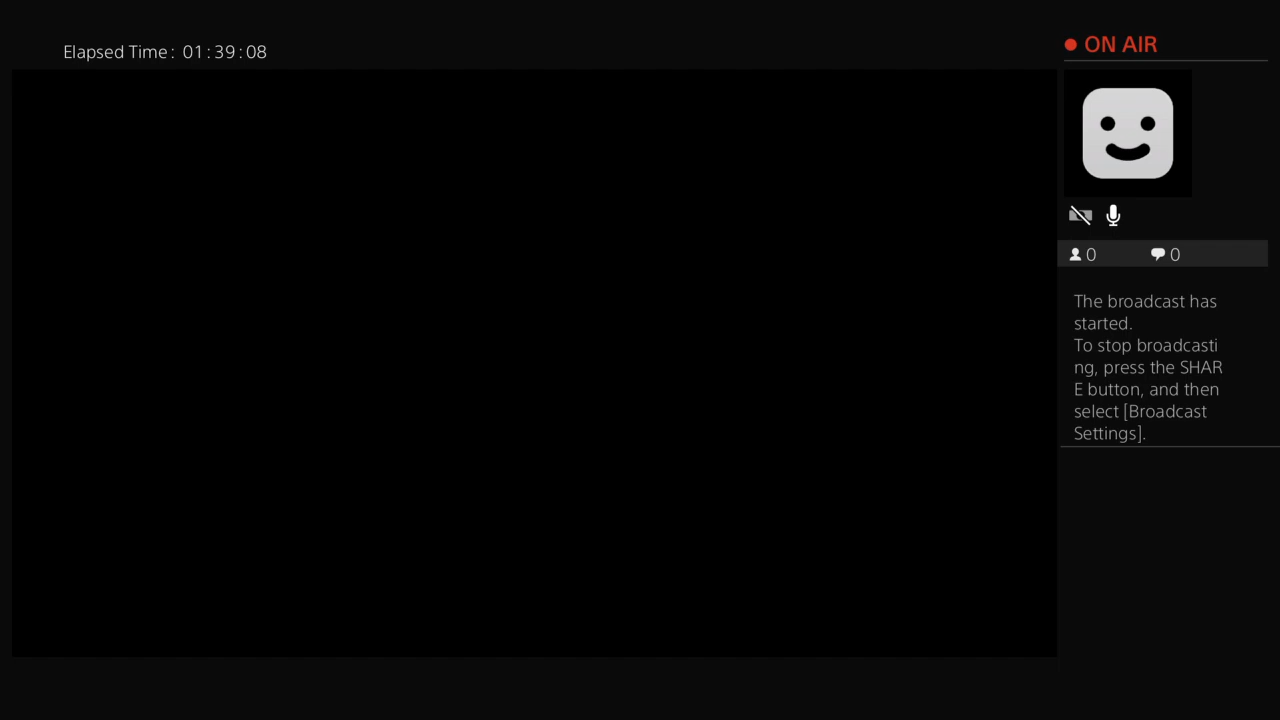 Elapsed Time: 01:39:08
ON AIR
0 0
The broadcast has
started.
To stop broadcasti
ng, press the SHAR
E button, and then
select [Broadcast
Settings].